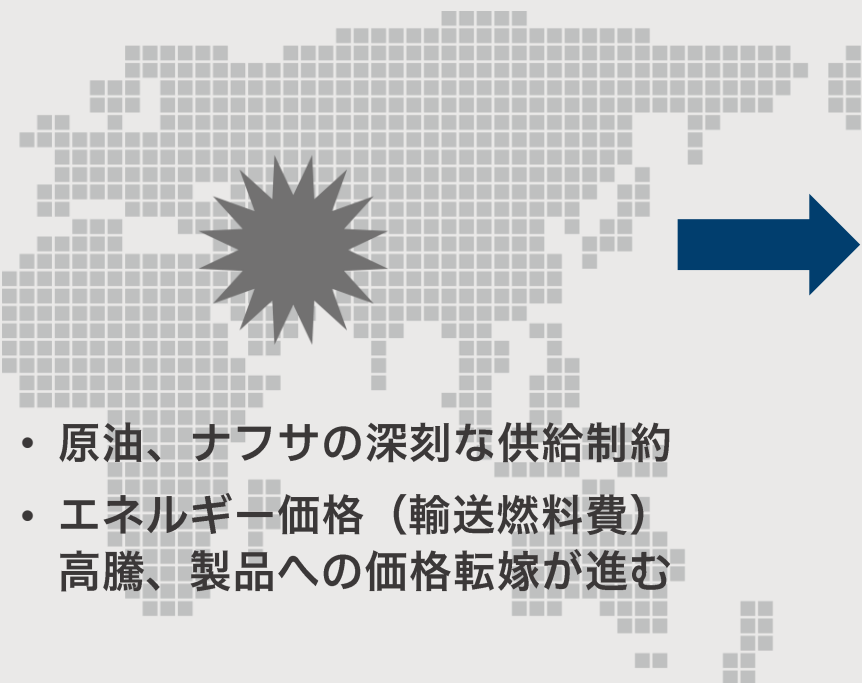 • 原油、ナフサの深刻な供給制約
• エネルギー価格（輸送燃料費）
高騰、製品への価格転嫁が進む